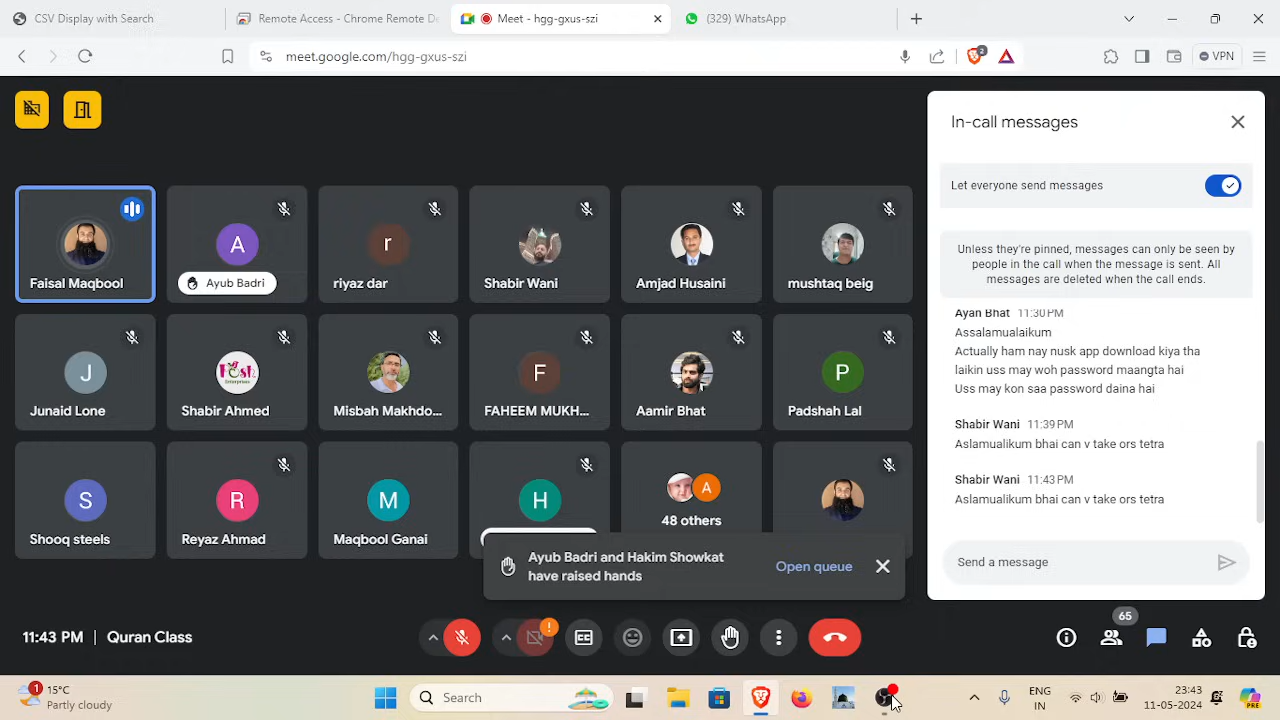 CSV Display with Search
Remote Access - Chrome Remote De
Meet - hgg-gxus-szi
(329) WhatsApp
meet.google.com/hgg-gxus-szi
2
VPN
In-call messages
Let everyone send messages
Unless they're pinned, messages can only be seen by
people in the call when the message is sent. All
messages are deleted when the call ends.
Ayan Bhat 11:30 PM
Assalamualaikum
Actually ham nay nusk app download kiya tha
laikin uss may woh password maangta hai
Uss may kon saa password daina hai
Shabir Wani 11:39 PM
Aslamualikum bhai can v take ors tetra
Shabir Wani 11:43 PM
Aslamualikum bhai can v take ors tetra
Send a message
Faisal Maqbool
A
Ayub Badri
r
riyaz dar
Shabir Wani
Amjad Husaini
mushtaq beig
J
Junaid Lone
Shabir Ahmed
Misbah Makhdo...
F
FAHEEM MUKH...
Aamir Bhat
P
Padshah Lal
S
Shooq steels
R
Reyaz Ahmad
M
Maqbool Ganai
H
A
48 others
Ayub Badri and Hakim Showkat
have raised hands
Open queue
11:43 PM | Quran Class
65
1
15°C
Partly cloudy
Search
ENG
IN
23:43
11-05-2024
PRE